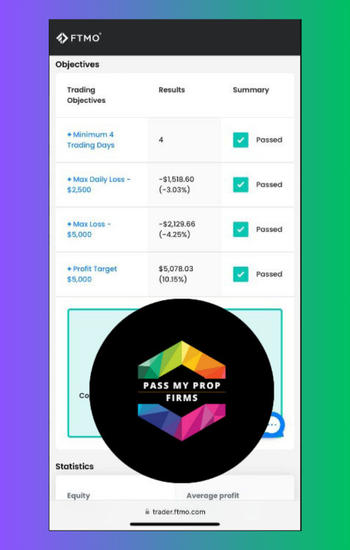 FTMO
Objectives
Trading Objectives Results Summary
+ Minimum 4 Trading Days 4 Passed
+ Max Daily Loss - $2,500 -$1,518.60 (-3.03%) Passed
+ Max Loss - $5,000 -$2,129.66 (-4.25%) Passed
+ Profit Target $5,000 $5,078.03 (10.15%) Passed
PASS MY PROP
FIRMS
Statistics
Equity Average profit
trader.ftmo.com